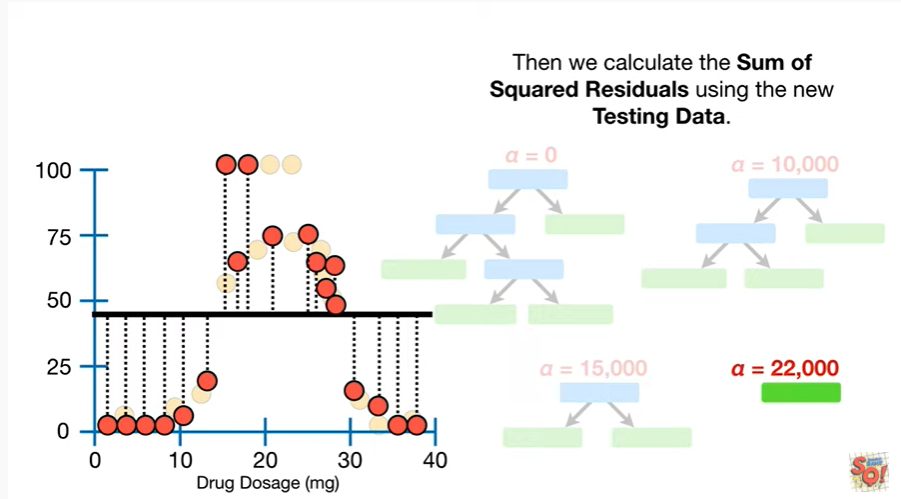 Then we calculate the Sum of
Squared Residuals using the new
Testing Data.
α = 0
α = 10,000
α = 15,000
α = 22,000
100
75
50
25
0
0 10 20 30 40
Drug Dosage (mg)
SQ!